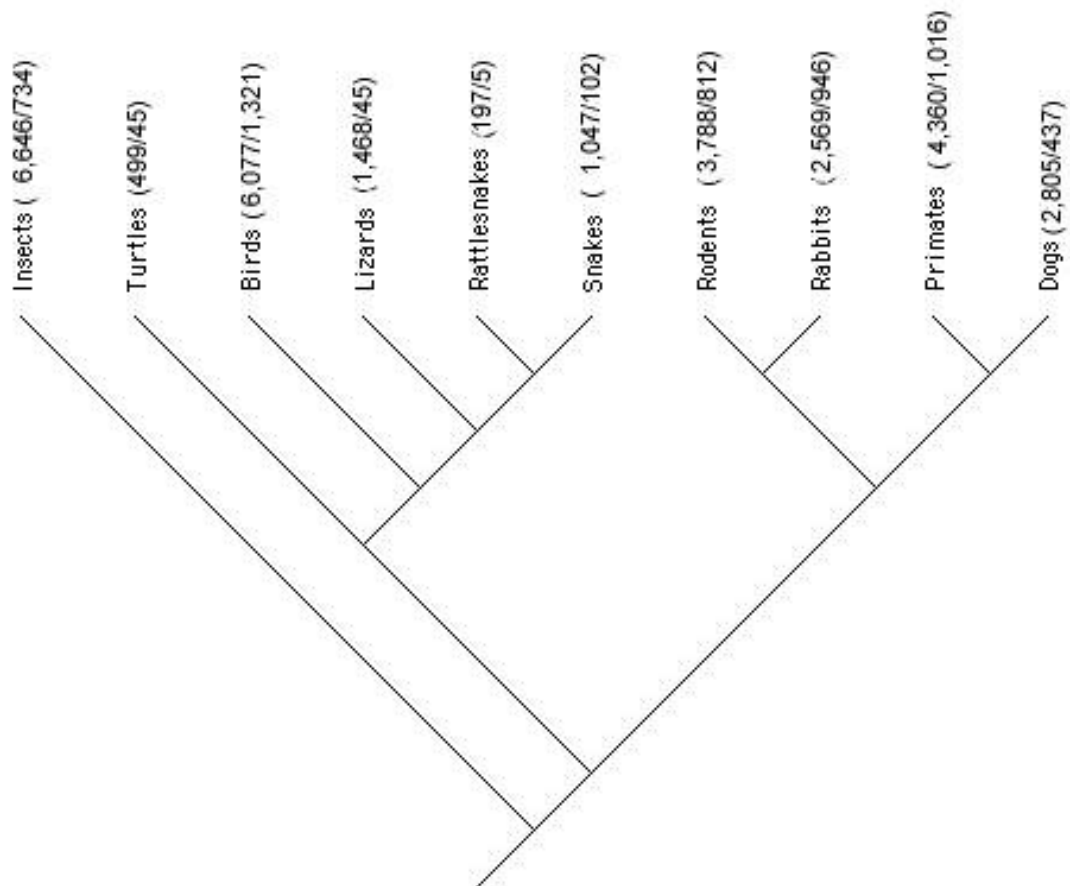 Insects ( 6,646/734)
Turtles (499/45)
Birds (6,077/1,321)
Lizards (1,468/45)
Rattlesnakes (197/5)
Snakes ( 1,047/102)
Rodents (3,788/812)
Rabbits (2,569/946)
Primates ( 4,360/1,016)
Dogs (2,805/437)